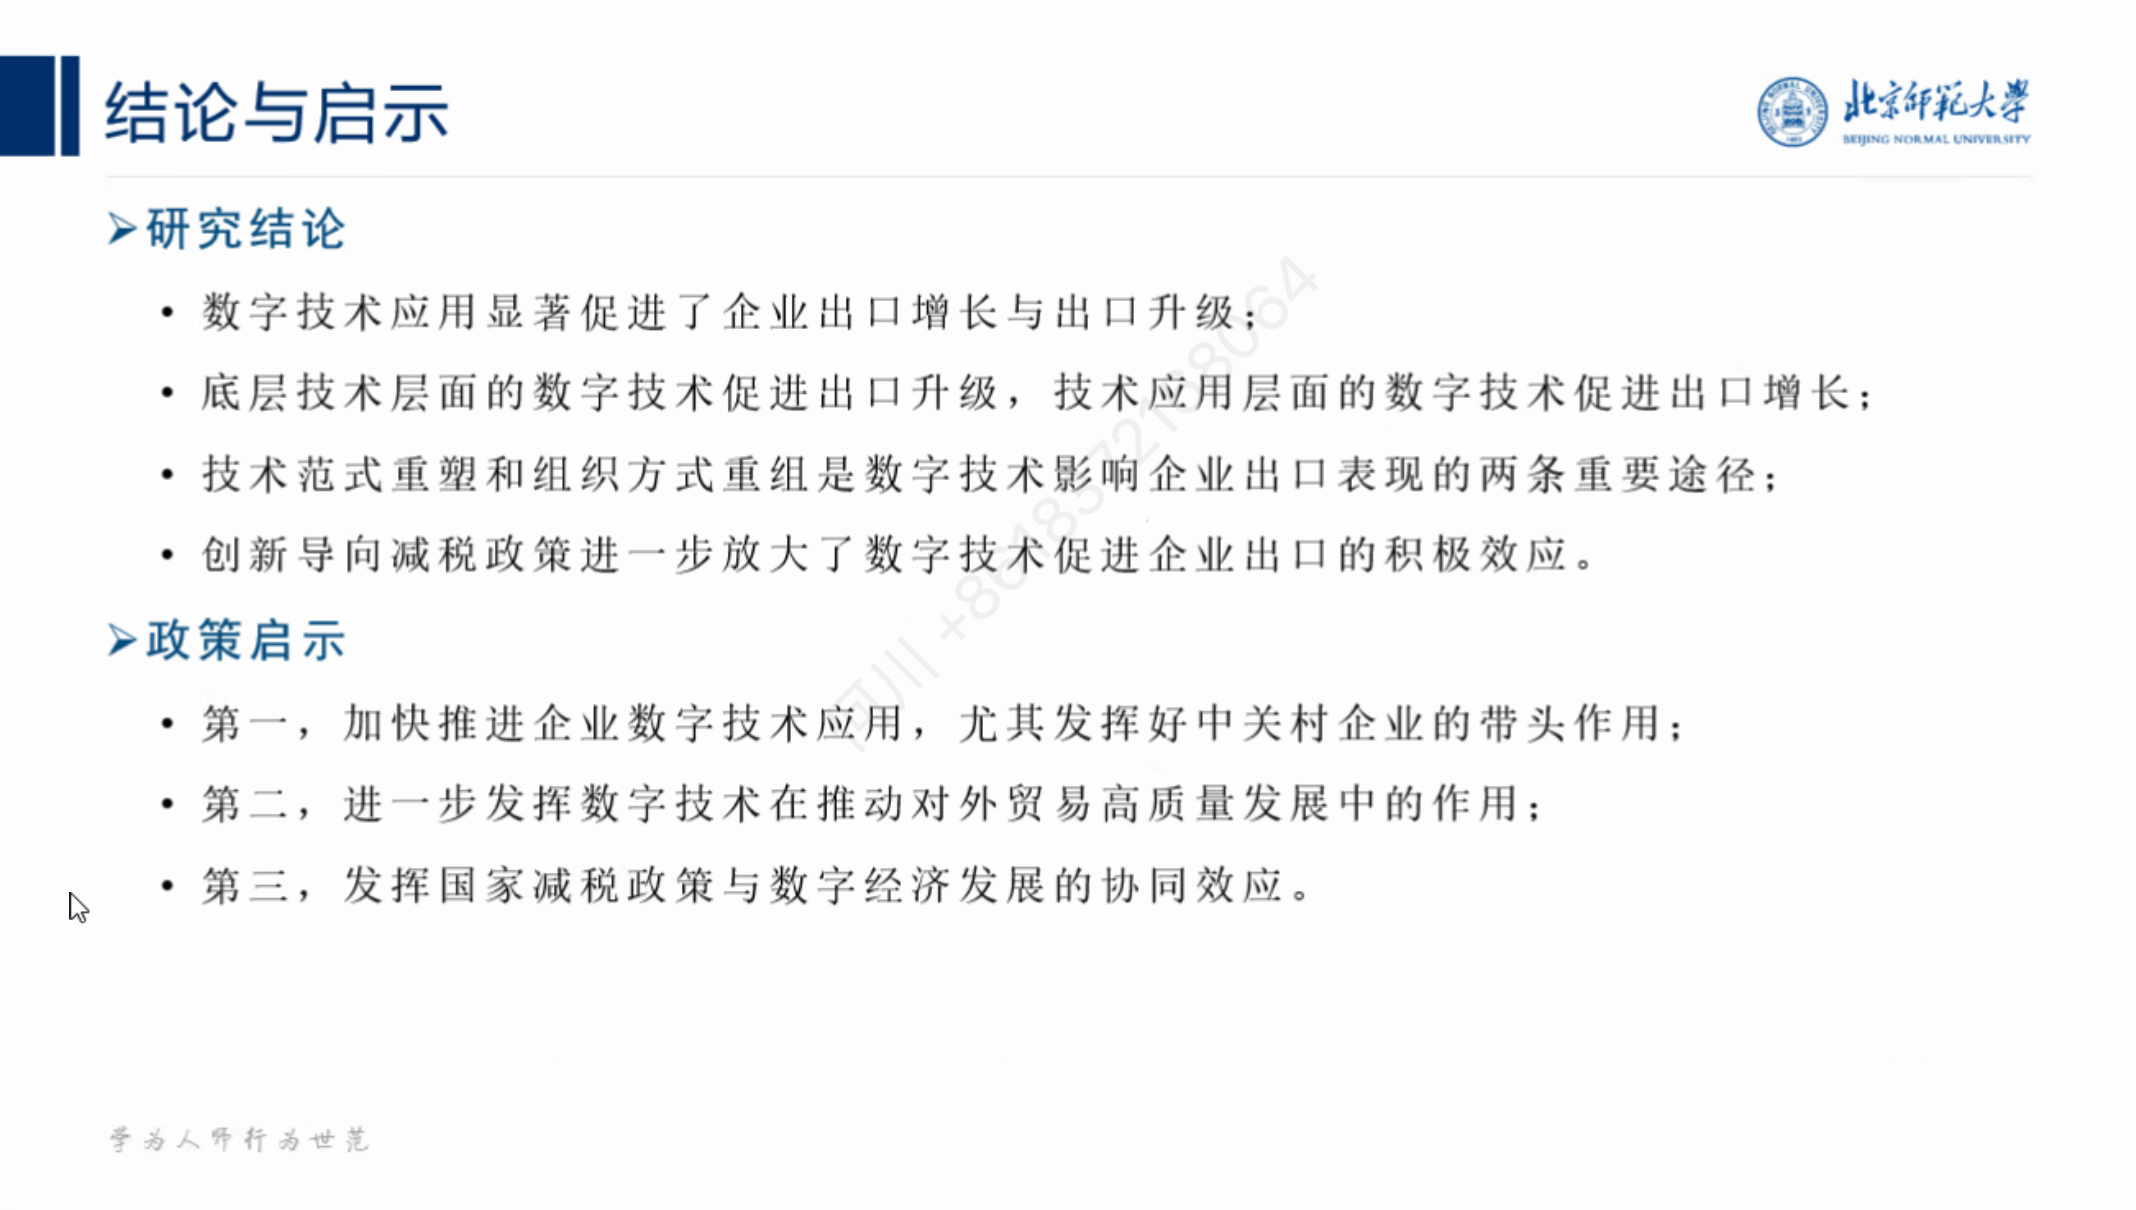 结论与启示
北京师范大学
BEIJING NORMAL UNIVERSITY
研究结论
• 数字技术应用显著促进了企业出口增长与出口升级；
• 底层技术层面的数字技术促进出口升级，技术应用层面的数字技术促进出口增长；
• 技术范式重塑和组织方式重组是数字技术影响企业出口表现的两条重要途径；
• 创新导向减税政策进一步放大了数字技术促进企业出口的积极效应。
政策启示
• 第一，加快推进企业数字技术应用，尤其发挥好中关村企业的带头作用；
• 第二，进一步发挥数字技术在推动对外贸易高质量发展中的作用；
• 第三，发挥国家减税政策与数字经济发展的协同效应。
学为人师行为世范